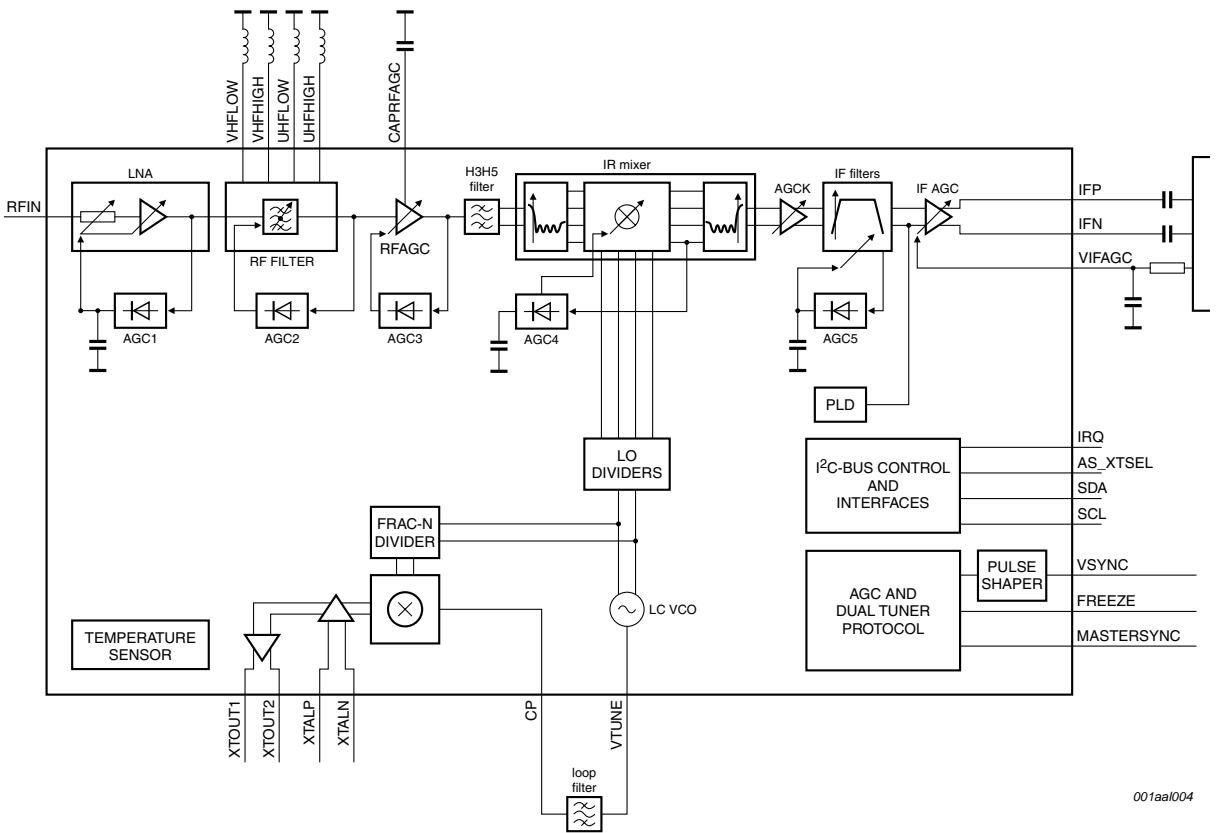 VHFLOW
VHFHIGH
UHFLOW
UHFHIGH
CAPRFAGC
LNA
H3H5
filter
IR mixer
AGCK
IF filters
IF AGC
RFIN
IFP
IFN
RF FILTER
RFAGC
VIFAGC
AGC1
AGC2
AGC3
AGC4
AGC5
PLD
LO
DIVIDERS
I²C-BUS CONTROL
AND
INTERFACES
IRQ
AS_XTSEL
SDA
SCL
FRAC-N
DIVIDER
PULSE
SHAPER
VSYNC
AGC AND
DUAL TUNER
PROTOCOL
FREEZE
MASTERSYNC
LC VCO
TEMPERATURE
SENSOR
XTOUT1
XTOUT2
XTALP
XTALN
CP
VTUNE
loop
filter
001aal004